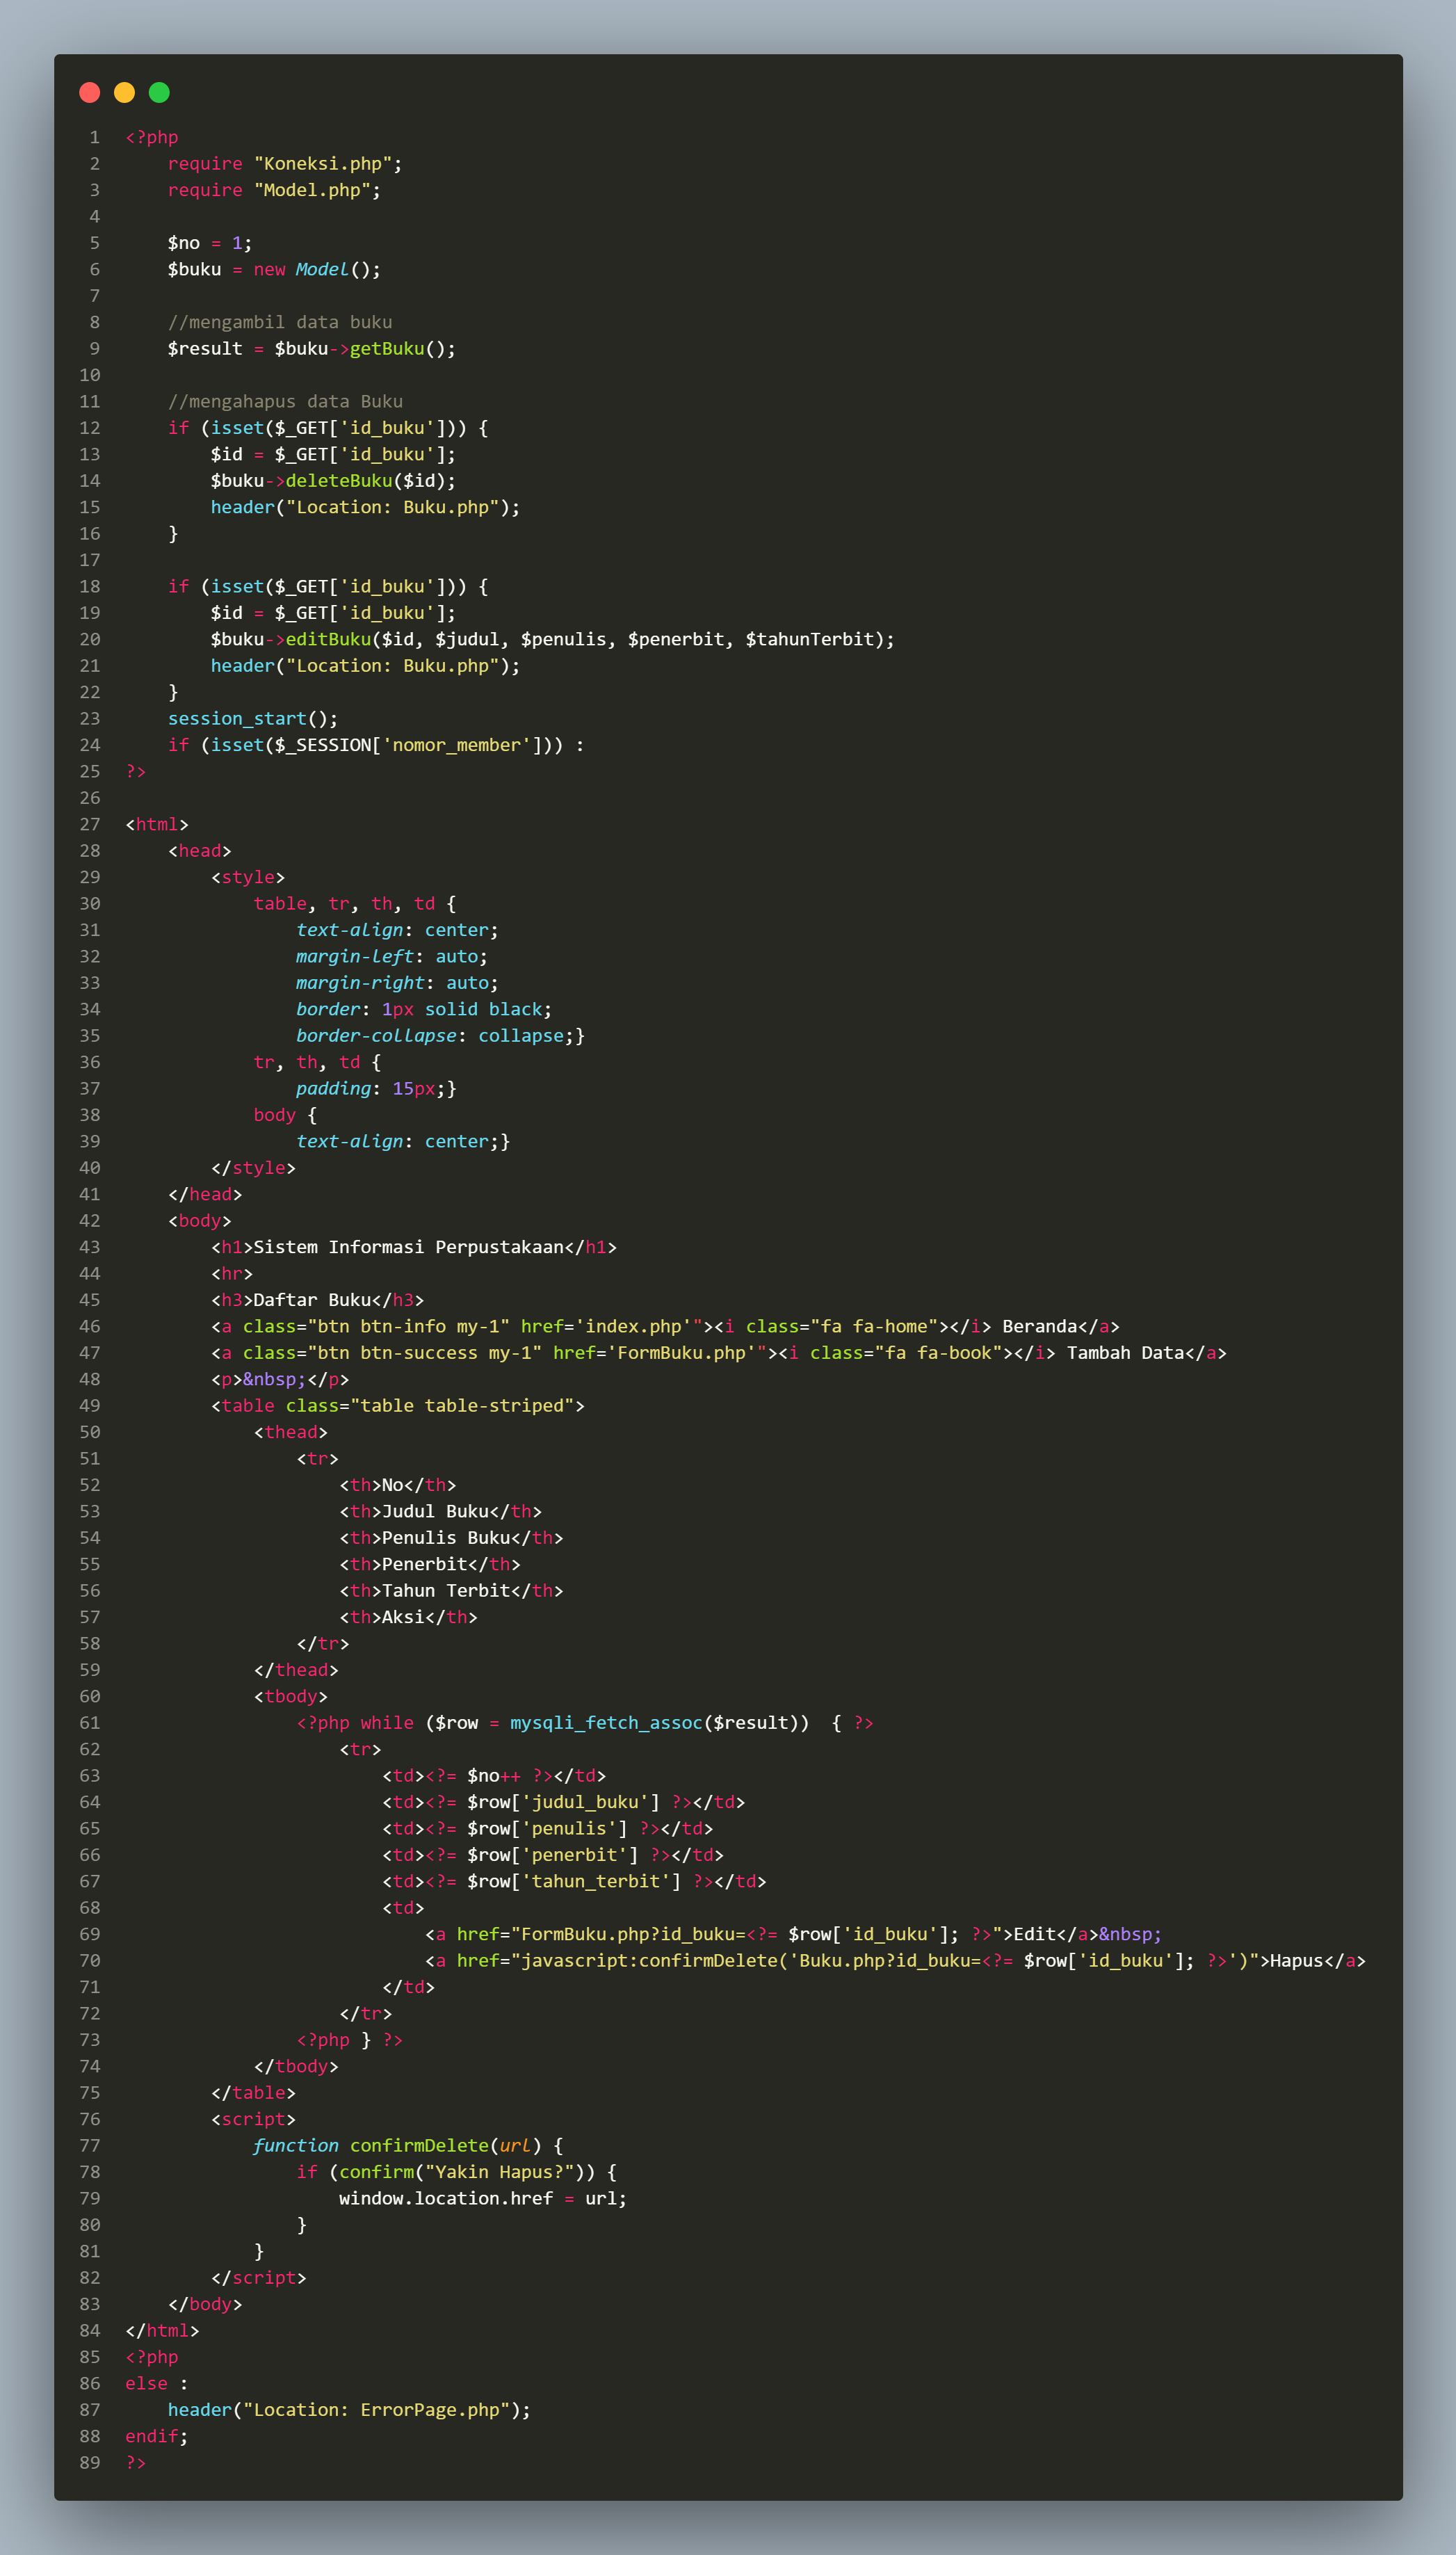 1 <?php
2     require "Koneksi.php";
3     require "Model.php";
4
5     $no = 1;
6     $buku = new Model();
7
8     //mengambil data buku
9     $result = $buku->getBuku();
10
11     //mengahapus data Buku
12     if (isset($_GET['id_buku'])) {
13         $id = $_GET['id_buku'];
14         $buku->deleteBuku($id);
15         header("Location: Buku.php");
16     }
17
18     if (isset($_GET['id_buku'])) {
19         $id = $_GET['id_buku'];
20         $buku->editBuku($id, $judul, $penulis, $penerbit, $tahunTerbit);
21         header("Location: Buku.php");
22     }
23     session_start();
24     if (isset($_SESSION['nomor_member'])) :
25 ?>
26
27 <html>
28     <head>
29         <style>
30             table, tr, th, td {
31                 text-align: center;
32                 margin-left: auto;
33                 margin-right: auto;
34                 border: 1px solid black;
35                 border-collapse: collapse;}
36             tr, th, td {
37                 padding: 15px;}
38             body {
39                 text-align: center;}
40         </style>
41     </head>
42     <body>
43         <h1>Sistem Informasi Perpustakaan</h1>
44         <hr>
45         <h3>Daftar Buku</h3>
46         <a class="btn btn-info my-1" href='index.php'"><i class="fa fa-home"></i> Beranda</a>
47         <a class="btn btn-success my-1" href='FormBuku.php'"><i class="fa fa-book"></i> Tambah Data</a>
48         <p>&nbsp;</p>
49         <table class="table table-striped">
50             <thead>
51                 <tr>
52                     <th>No</th>
53                     <th>Judul Buku</th>
54                     <th>Penulis Buku</th>
55                     <th>Penerbit</th>
56                     <th>Tahun Terbit</th>
57                     <th>Aksi</th>
58                 </tr>
59             </thead>
60             <tbody>
61                 <?php while ($row = mysqli_fetch_assoc($result))  { ?>
62                     <tr>
63                         <td><?= $no++ ?></td>
64                         <td><?= $row['judul_buku'] ?></td>
65                         <td><?= $row['penulis'] ?></td>
66                         <td><?= $row['penerbit'] ?></td>
67                         <td><?= $row['tahun_terbit'] ?></td>
68                         <td>
69                             <a href="FormBuku.php?id_buku=<?= $row['id_buku']; ?>">Edit</a>&nbsp;
70                             <a href="javascript:confirmDelete('Buku.php?id_buku=<?= $row['id_buku']; ?>')">Hapus</a>
71                         </td>
72                     </tr>
73                 <?php } ?>
74             </tbody>
75         </table>
76         <script>
77             function confirmDelete(url) {
78                 if (confirm("Yakin Hapus?")) {
79                     window.location.href = url;
80                 }
81             }
82         </script>
83     </body>
84 </html>
85 <?php
86 else :
87     header("Location: ErrorPage.php");
88 endif;
89 ?>